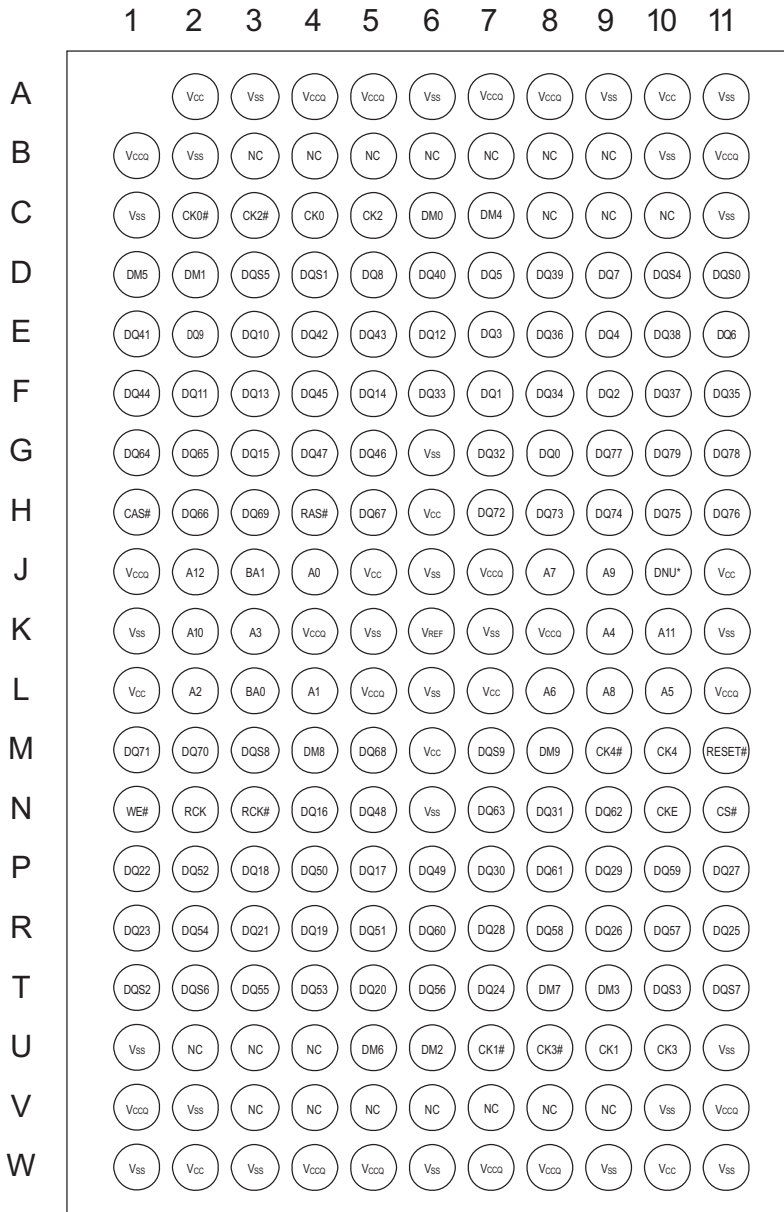 1 2 3 4 5 6 7 8 9 10 11
A VCC VSS VCCQ VCCQ VSS VCCQ VCCQ VSS VCC VSS
B VCCQ VSS NC NC NC NC NC NC NC VSS VCCQ
C VSS CK0# CK2# CK0 CK2 DM0 DM4 NC NC NC VSS
D DM5 DM1 DQS5 DQS1 DQ8 DQ40 DQ5 DQ39 DQ7 DQS4 DQS0
E DQ41 DQ9 DQ10 DQ42 DQ43 DQ12 DQ3 DQ36 DQ4 DQ38 DQ6
F DQ44 DQ11 DQ13 DQ45 DQ14 DQ33 DQ1 DQ34 DQ2 DQ37 DQ35
G DQ64 DQ65 DQ15 DQ47 DQ46 VSS DQ32 DQ0 DQ77 DQ79 DQ78
H CAS# DQ66 DQ69 RAS# DQ67 VCC DQ72 DQ73 DQ74 DQ75 DQ76
J VCCQ A12 BA1 A0 VCC VSS VCCQ A7 A9 DNU* VCC
K VSS A10 A3 VCCQ VSS VREF VSS VCCQ A4 A11 VSS
L VCC A2 BA0 A1 VCCQ VSS VCC A6 A8 A5 VCCQ
M DQ71 DQ70 DQS8 DM8 DQ68 VCC DQS9 DM9 CK4# CK4 RESET#
N WE# RCK RCK# DQ16 DQ48 VSS DQ63 DQ31 DQ62 CKE CS#
P DQ22 DQ52 DQ18 DQ50 DQ17 DQ49 DQ30 DQ61 DQ29 DQ59 DQ27
R DQ23 DQ54 DQ21 DQ19 DQ51 DQ60 DQ28 DQ58 DQ26 DQ57 DQ25
T DQS2 DQS6 DQ55 DQ53 DQ20 DQ56 DQ24 DM7 DM3 DQS3 DQS7
U VSS NC NC NC DM6 DM2 CK1# CK3# CK1 CK3 VSS
V VCCQ VSS NC NC NC NC NC NC NC VSS VCCQ
W VSS VCC VSS VCCQ VCCQ VSS VCCQ VCCQ VSS VCC VSS